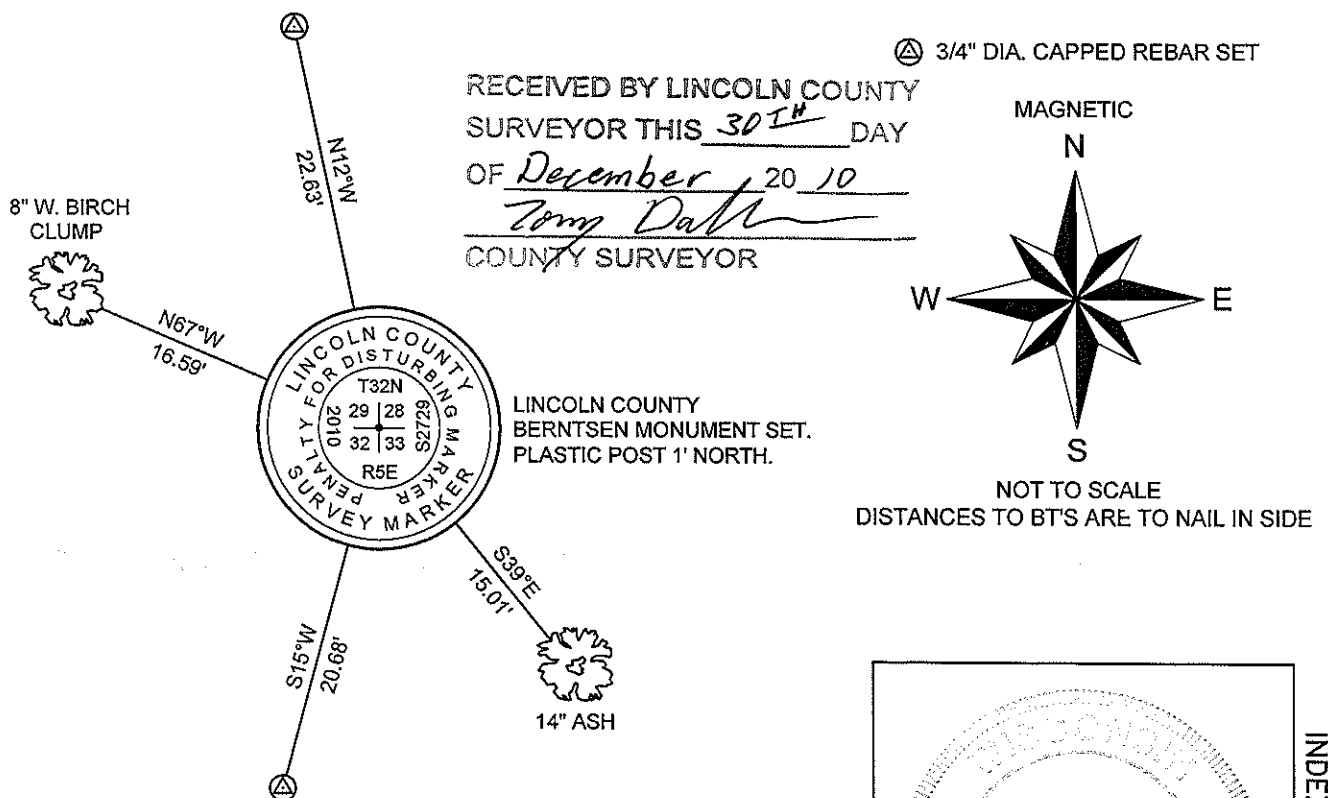 3/4" DIA. CAPPED REBAR SET
RECEIVED BY LINCOLN COUNTY
SURVEYOR THIS 30TH DAY
OF December 20 10
Tom Dall
COUNTY SURVEYOR
MAGNETIC
N
W E
S
NOT TO SCALE
DISTANCES TO BT'S ARE TO NAIL IN SIDE
N12°W
22.63'
8" W. BIRCH
CLUMP
N67°W
16.59'
LINCOLN COUNTY
PENALTY FOR DISTURBING MARKER
SURVEY MARKER
T32N
2010
29 28
32 33
S2729
R5E
LINCOLN COUNTY
BERNTSEN MONUMENT SET.
PLASTIC POST 1' NORTH.
S39°E
15.01'
14" ASH
S15°W
20.68'
WISCONSIN